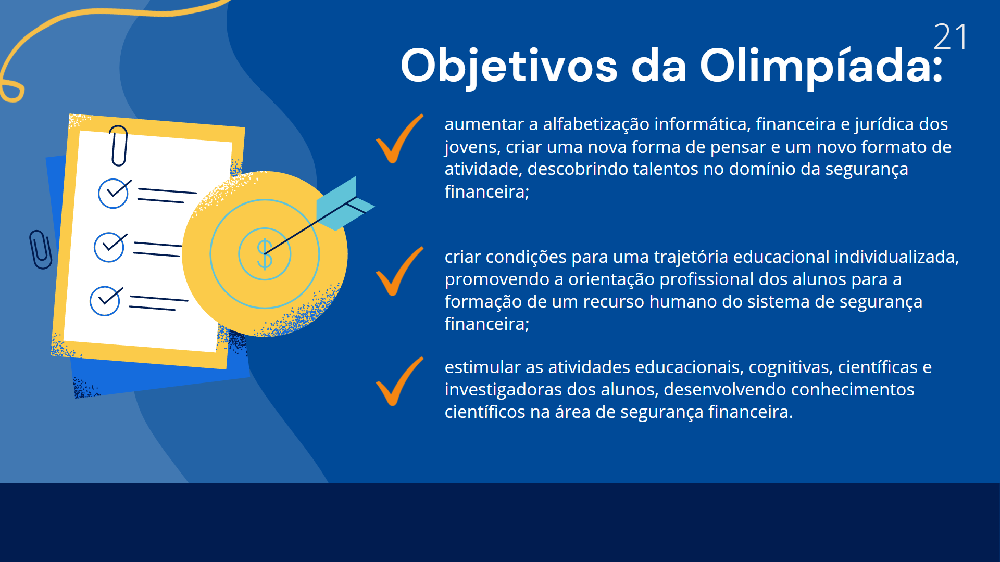 21
Objetivos da Olimpíada:
aumentar a alfabetização informática, financeira e jurídica dos
jovens, criar uma nova forma de pensar e um novo formato de
atividade, descobrindo talentos no domínio da segurança
financeira;
criar condições para uma trajetória educacional individualizada,
promovendo a orientação profissional dos alunos para a
formação de um recurso humano do sistema de segurança
financeira;
estimular as atividades educacionais, cognitivas, científicas e
investigadoras dos alunos, desenvolvendo conhecimentos
científicos na área de segurança financeira.
$